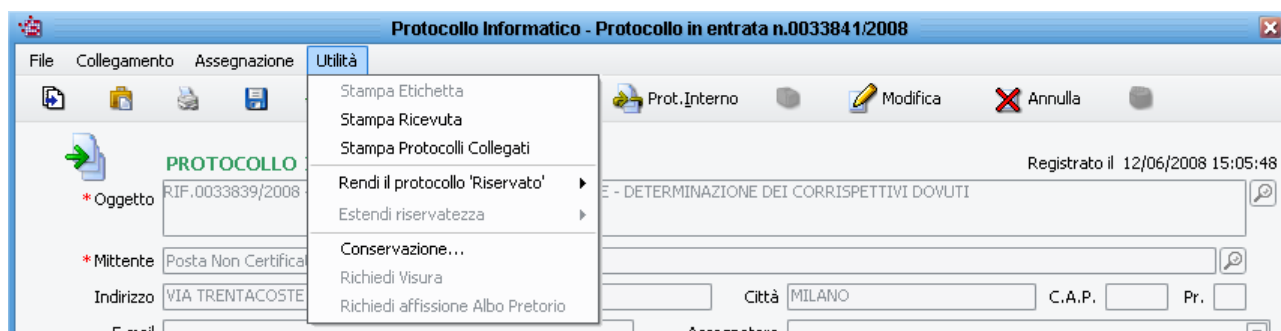 Protocollo Informatico - Protocollo in entrata n.0033841/2008
File Collegamento Assegnazione Utilità
Prot.Interno Modifica Annulla
Stampa Etichetta
Stampa Ricevuta
Stampa Protocolli Collegati
Rendi il protocollo 'Riservato'
Estendi riservatezza
Conservazione...
Richiedi Visura
Richiedi affissione Albo Pretorio
PROTOCOLLO
Registrato il 12/06/2008 15:05:48
*Oggetto RIF.0033839/2008 - DETERMINAZIONE DEI CORRISPETTIVI DOVUTI
*Mittente Posta Non Certifica
Indirizzo VIA TRENTACOSTE Città MILANO C.A.P. Pr.